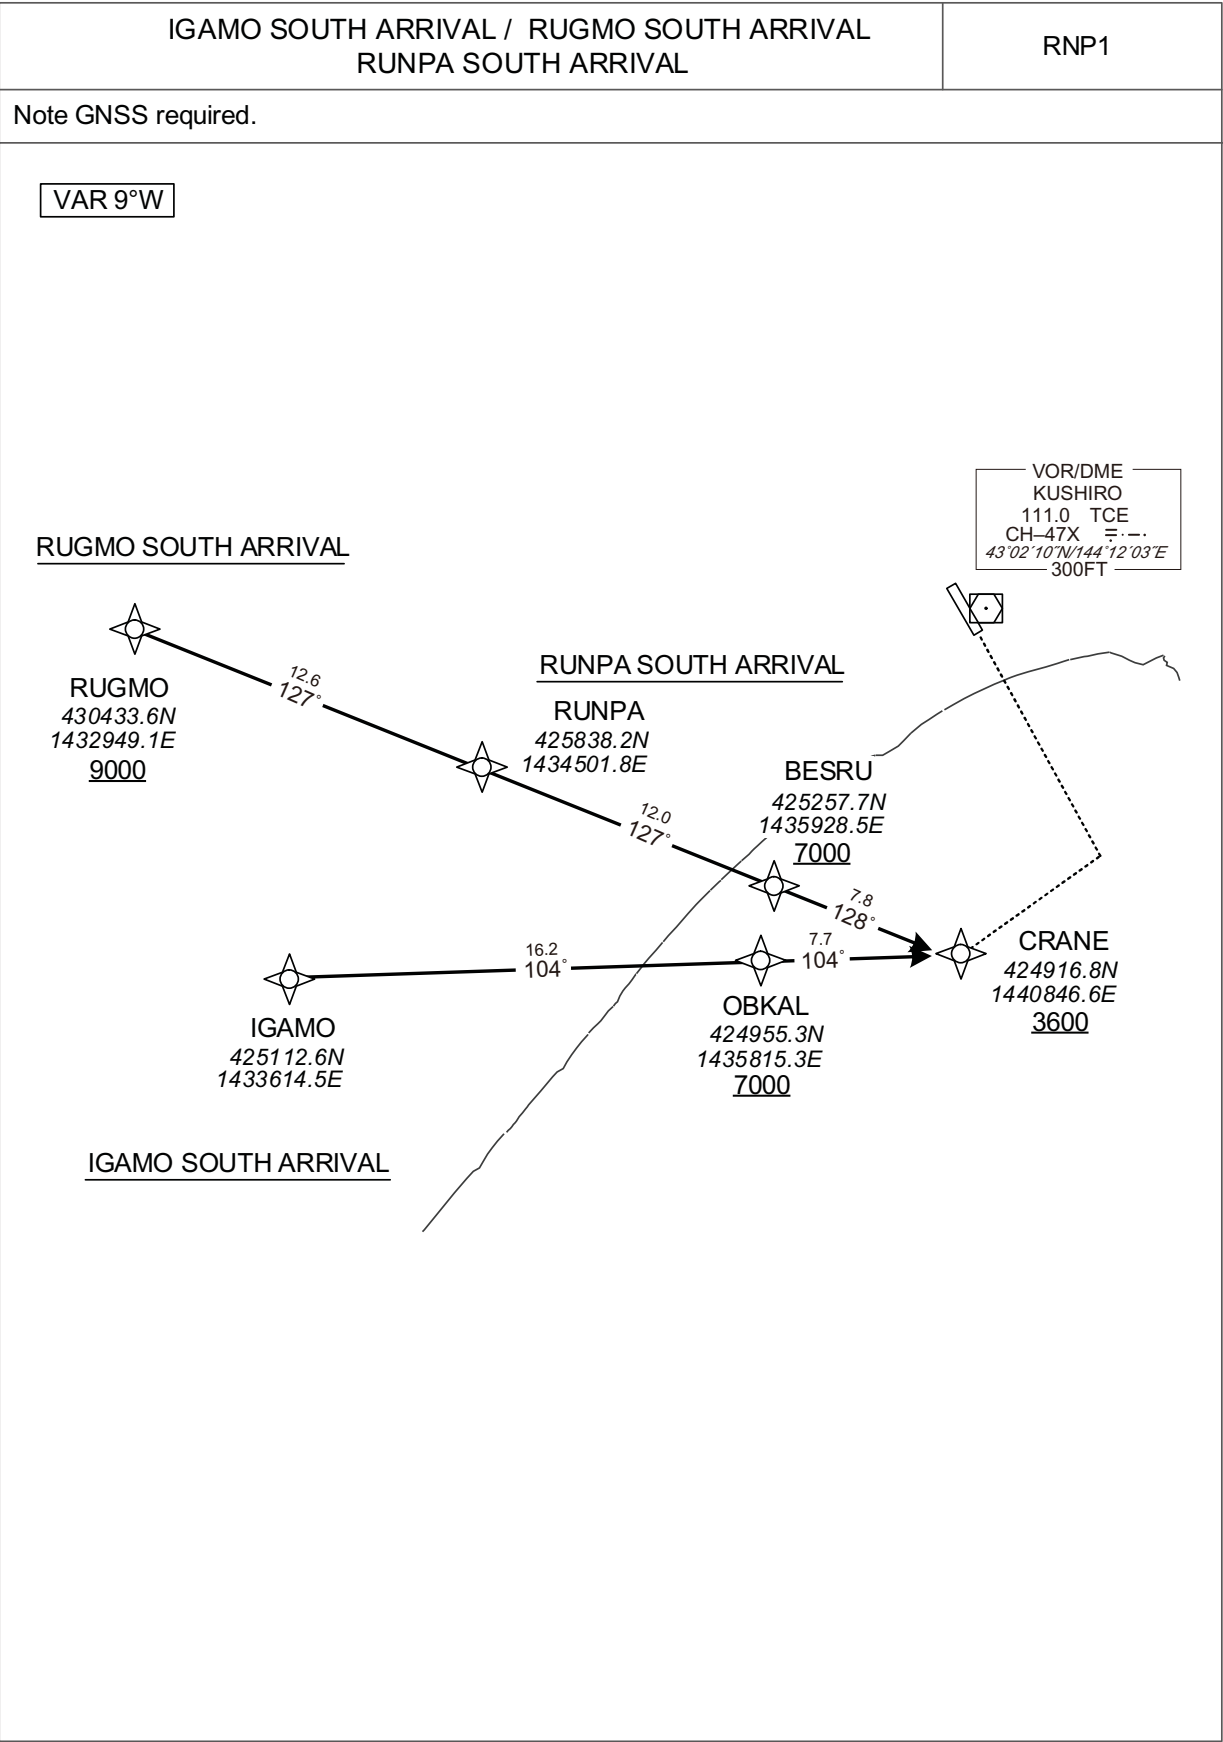 IGAMO SOUTH ARRIVAL / RUGMO SOUTH ARRIVAL
RUNPA SOUTH ARRIVAL
RNP1
Note GNSS required.
VAR 9°W
VOR/DME
KUSHIRO
111.0 TCE
CH–47X
43°02´10˝N/144°12´03˝E
300FT
RUGMO SOUTH ARRIVAL
RUGMO
430433.6N
1432949.1E
9000
12.6
127°
RUNPA SOUTH ARRIVAL
RUNPA
425838.2N
1434501.8E
12.0
127°
BESRU
425257.7N
1435928.5E
7000
7.8
128°
CRANE
424916.8N
1440846.6E
3600
16.2
104°
7.7
104°
IGAMO
425112.6N
1433614.5E
OBKAL
424955.3N
1435815.3E
7000
IGAMO SOUTH ARRIVAL